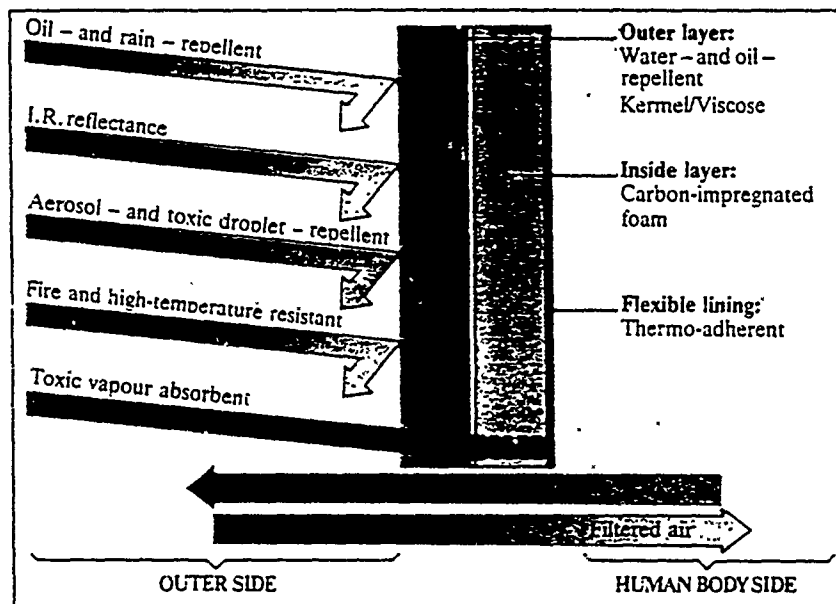 Oil – and rain – repellent
I.R. reflectance
Aerosol – and toxic droplet – repellent
Fire and high-temperature resistant
Toxic vapour absorbent
Outer layer:
Water – and oil –
repellent
Kermel/Viscose
Inside layer:
Carbon-impregnated
foam
Flexible lining:
Thermo-adherent
Filtered air
OUTER SIDE
HUMAN BODY SIDE